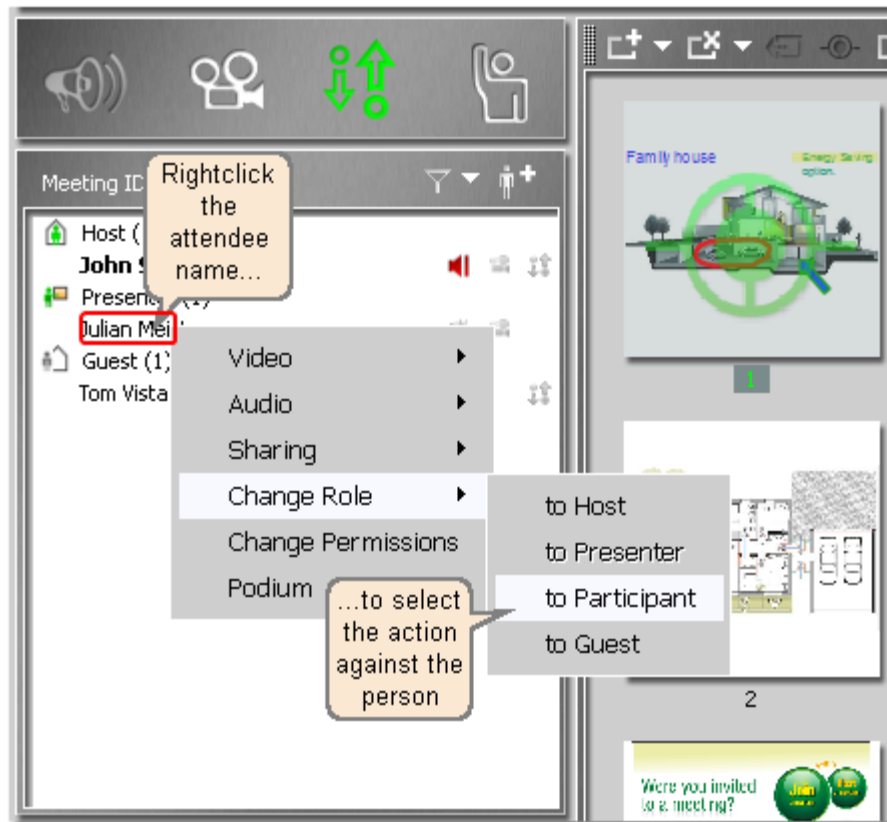 Meeting ID
Rightclick
the
attendee
name...
Host (
John
Presen (1)
Julian Mei
Guest (1)
Tom Vista
Video
Audio
Sharing
Change Role
Change Permissions
Podium
to Host
to Presenter
to Participant
to Guest
...to select
the action
against the
person
Family house
Energy Saving
option.
1
2
Were you invited
to a meeting?
Join